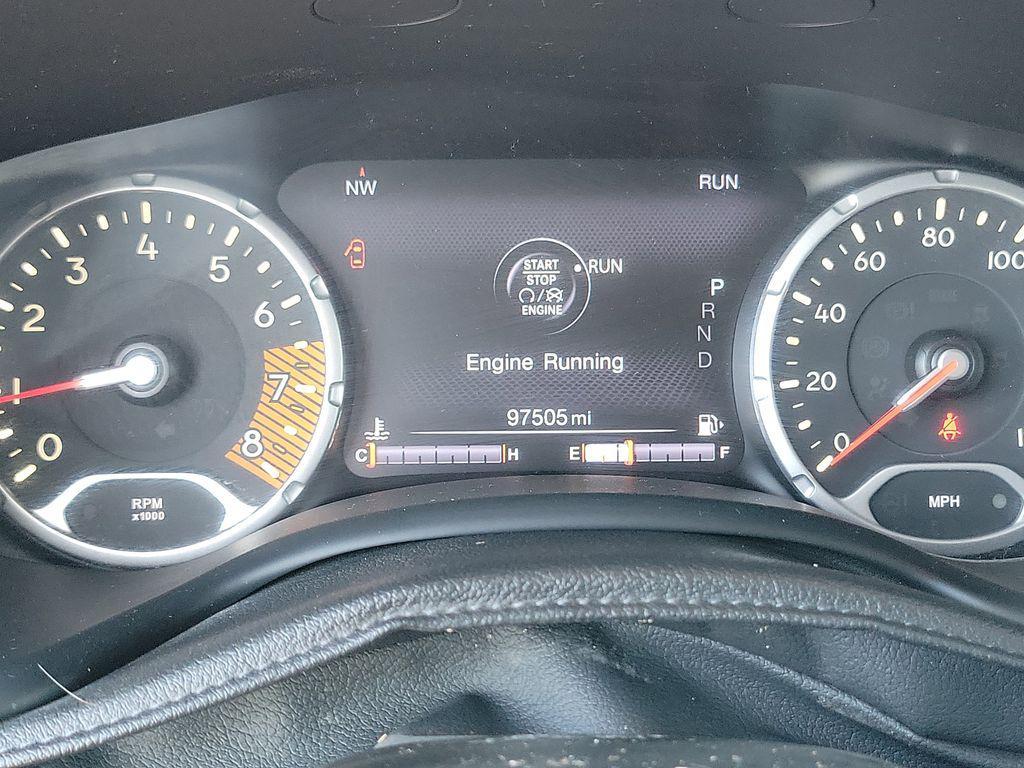 NW
RUN
START
STOP
ENGINE
RUN
P
R
N
D
Engine Running
97505 mi
C H
E F
0
1
2
3
4
5
6
7
8
RPM
x1000
0
20
40
60
80
100
MPH